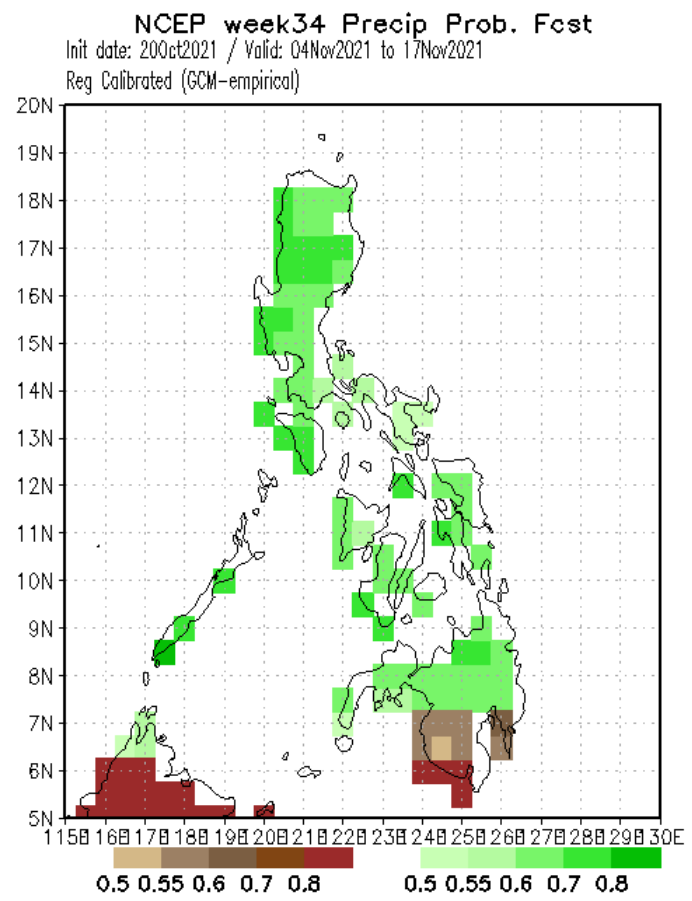 NCEP week34 Precip Prob. Fcst
Init date: 20Oct2021 / Valid: 04Nov2021 to 17Nov2021
Reg Calibrated (GCM-empirical)
20N
19N
18N
17N
16N
15N
14N
13N
12N
11N
10N
9N
8N
7N
6N
5N
115E 116E 117E 118E 119E 120E 122E 123E 124E 125E 126E 127E 128E 129E 130E
0.5 0.55 0.6 0.7 0.8 0.5 0.55 0.6 0.7 0.8